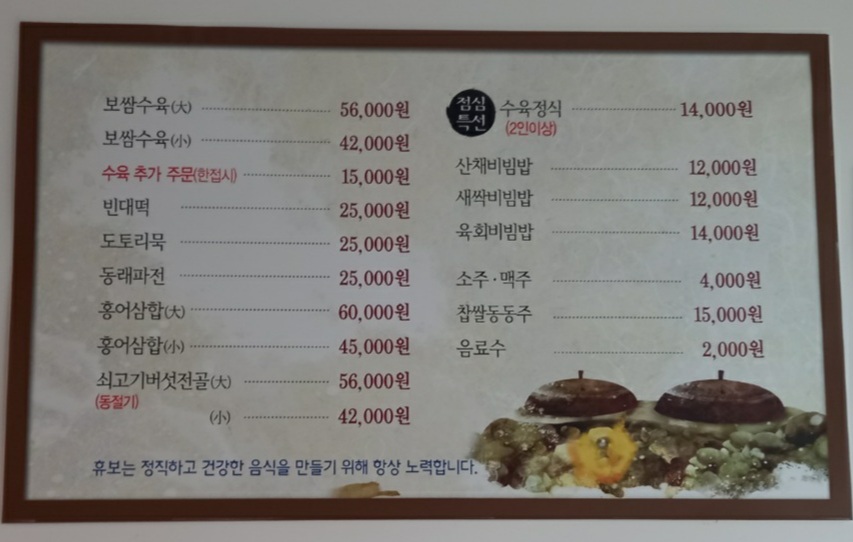 보쌈수육(大) 56,000원
보쌈수육(小) 42,000원
수육 추가 주문(한접시) 15,000원
빈대떡 25,000원
도토리묵 25,000원
동래파전 25,000원
홍어삼합(大) 60,000원
홍어삼합(小) 45,000원
쇠고기버섯전골(大) 56,000원
(동절기)
(小) 42,000원
점심
특선
수육정식 14,000원
(2인이상)
산채비빔밥 12,000원
새싹비빔밥 12,000원
육회비빔밥 14,000원
소주·맥주 4,000원
찹쌀동동주 15,000원
음료수 2,000원
휴보는 정직하고 건강한 음식을 만들기 위해 항상 노력합니다.